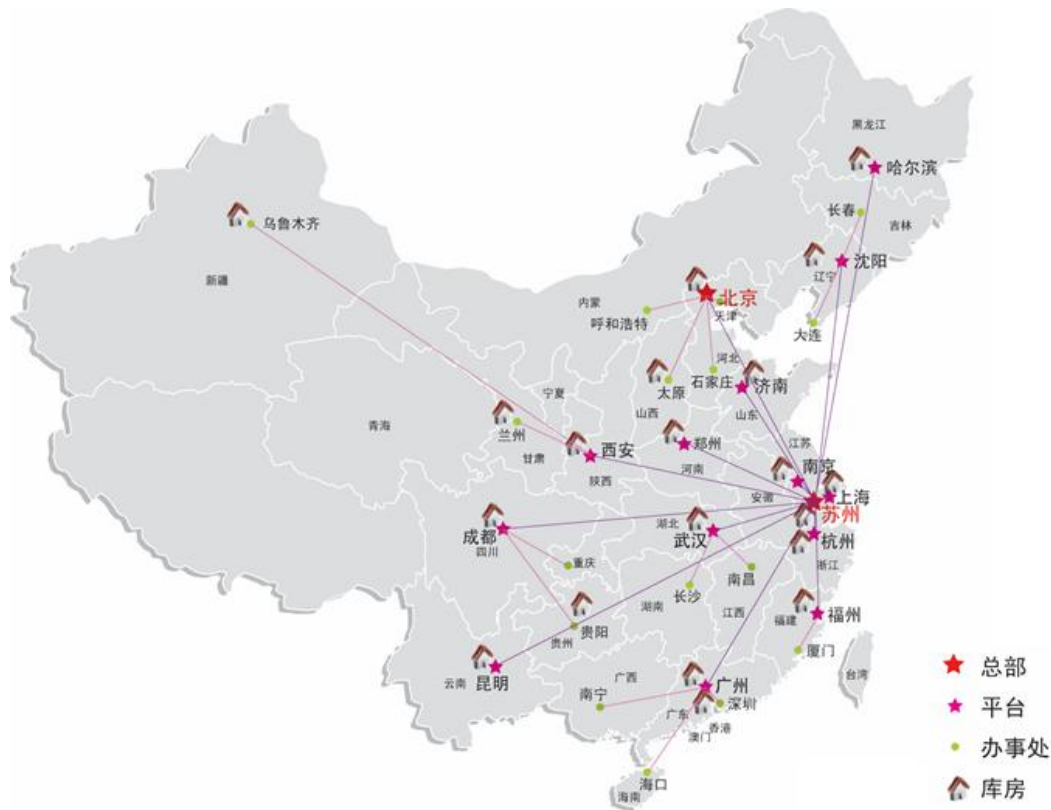 黑龙江
哈尔滨
长春
吉林
乌鲁木齐
沈阳
辽宁
新疆
北京
内蒙
天津
呼和浩特
大连
河北
石家庄
济南
太原
宁夏
山西
山东
兰州
青海
西安
郑州
江苏
甘肃
河南
南京
陕西
安徽
上海
苏州
湖北
成都
武汉
杭州
四川
重庆
南昌
浙江
长沙
湖南
江西
福建
福州
贵阳
贵州
厦门
云南
昆明
广西
广州
台湾
南宁
深圳
广东
香港
澳门
海口
海南
总部
平台
办事处
库房